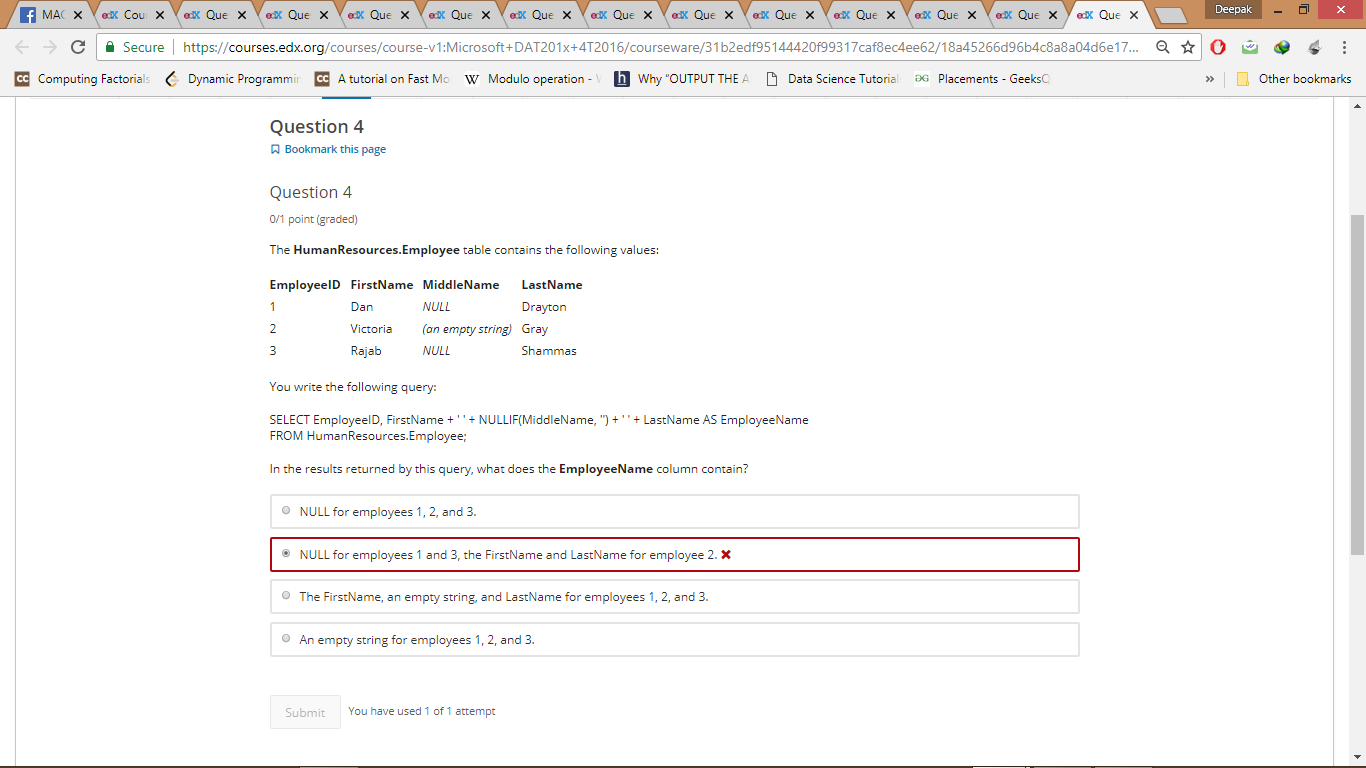 MAC
Cou
Que
Que
Que
Que
Que
Que
Que
Que
Que
Que
Que
Que
Deepak
Secure
https://courses.edx.org/courses/course-v1:Microsoft+DAT201x+4T2016/courseware/31b2edf95144420f99317caf8ec4ee62/18a45266d96b4c8a8a04d6e17...
CC Computing Factorials
Dynamic Programmin
CC A tutorial on Fast Mo
W Modulo operation -
h Why "OUTPUT THE A
Data Science Tutorial
Placements - GeeksG
»
Other bookmarks
Question 4
Bookmark this page
Question 4
0/1 point (graded)
The HumanResources.Employee table contains the following values:
EmployeeID FirstName MiddleName LastName
1 Dan NULL Drayton
2 Victoria (an empty string) Gray
3 Rajab NULL Shammas
You write the following query:
SELECT EmployeeID, FirstName + ' ' + NULLIF(MiddleName, '') + ' ' + LastName AS EmployeeName
FROM HumanResources.Employee;
In the results returned by this query, what does the EmployeeName column contain?
NULL for employees 1, 2, and 3.
NULL for employees 1 and 3, the FirstName and LastName for employee 2. ✖
The FirstName, an empty string, and LastName for employees 1, 2, and 3.
An empty string for employees 1, 2, and 3.
Submit
You have used 1 of 1 attempt